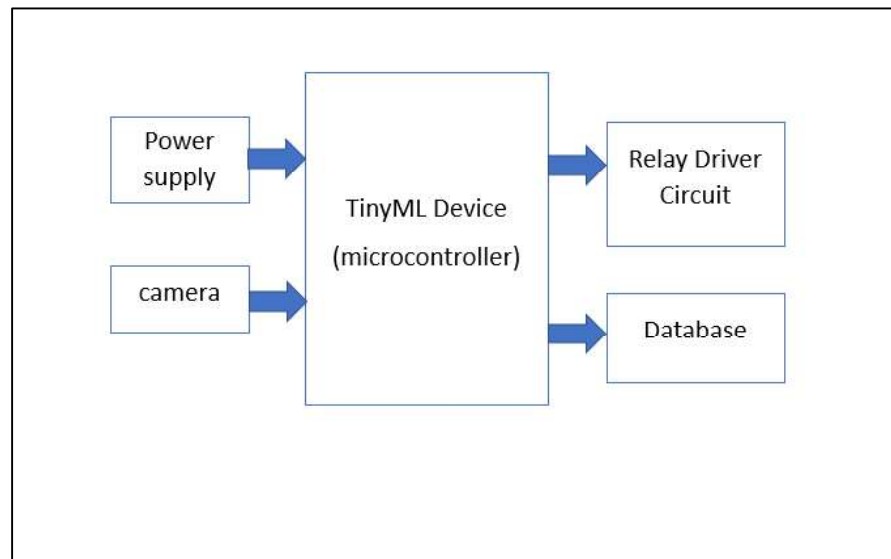 Power
supply
camera
TinyML Device
(microcontroller)
Relay Driver
Circuit
Database